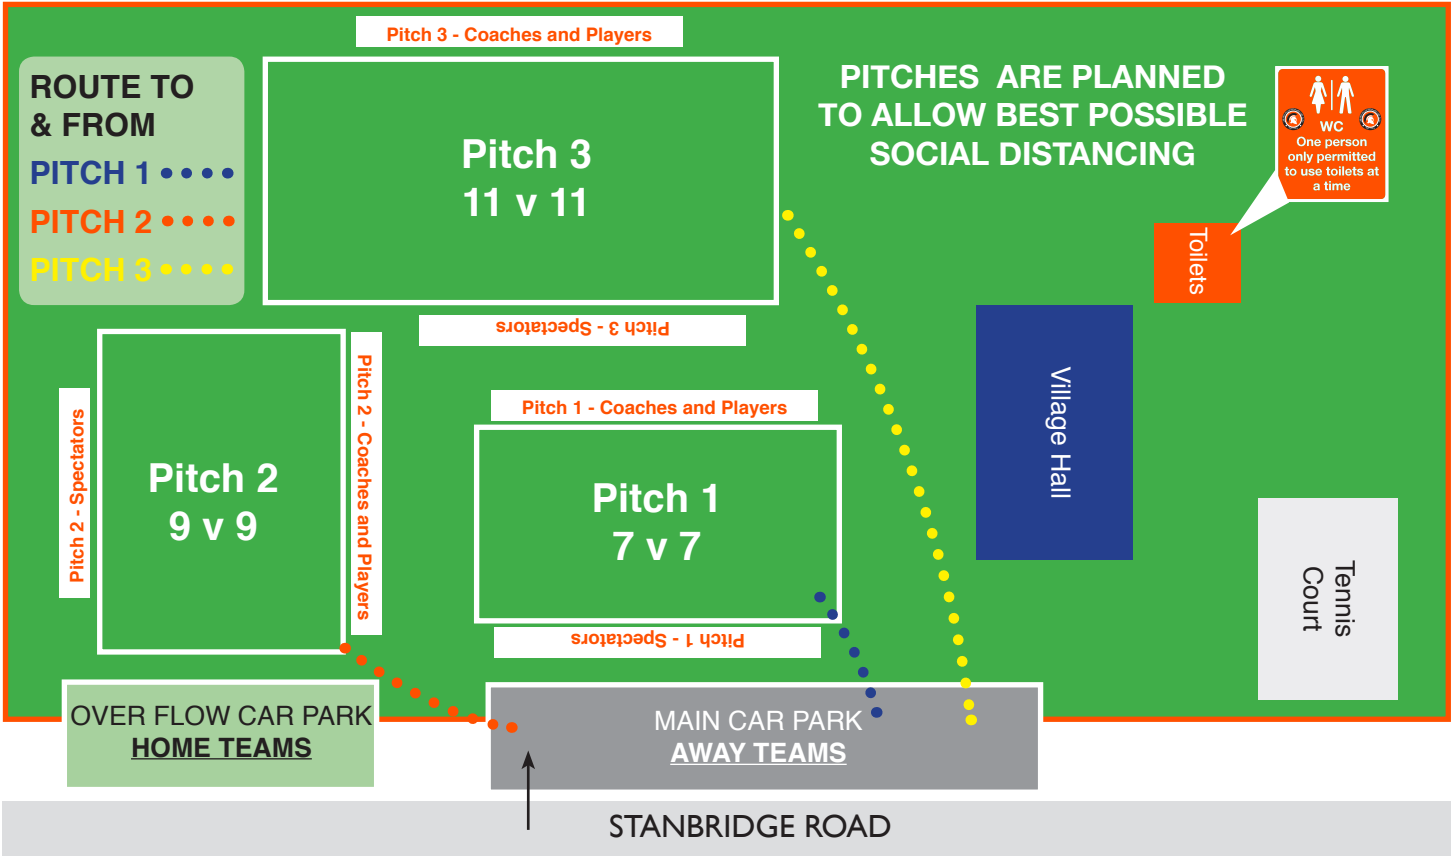 Pitch 3 - Coaches and Players
ROUTE TO
& FROM
PITCH 1
PITCH 2
PITCH 3
Pitch 3
11 v 11
PITCHES ARE PLANNED
TO ALLOW BEST POSSIBLE
SOCIAL DISTANCING
WC
One person
only permitted
to use toilets at
a time
Toilets
Pitch 3 - Spectators
Pitch 2 - Spectators
Pitch 2
9 v 9
Pitch 2 - Coaches and Players
Pitch 1 - Coaches and Players
Pitch 1
7 v 7
Pitch 1 - Spectators
Village Hall
Tennis
Court
OVER FLOW CAR PARK
HOME TEAMS
MAIN CAR PARK
AWAY TEAMS
STANBRIDGE ROAD